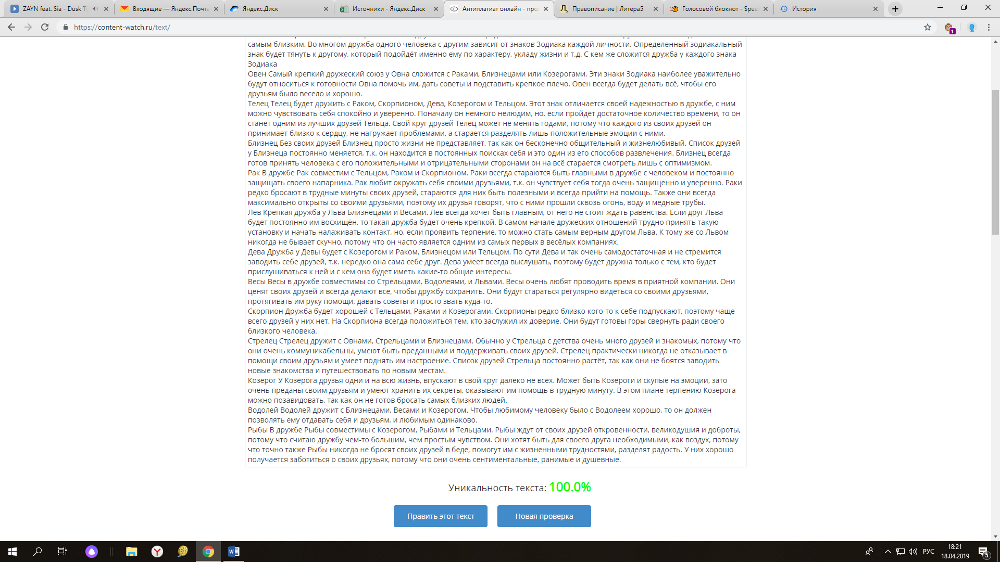 ZAYN feat. Sia - Dusk Ti
Входящие — Яндекс.Почта
Яндекс.Диск
Источники - Яндекс.Диск
Антиплагиат онлайн - про
Правописание | Литера5
Голосовой блокнот - Spee
История
https://content-watch.ru/text/
самым близким. Во многом дружба одного человека с другим зависит от знаков Зодиака каждой личности. Определенный зодиакальный
знак будет тянуть к другому, который подойдёт именно ему по характеру, укладу жизни и т.д. С кем же сложится дружба у каждого знака
Зодиака
Овен Самый крепкий дружеский союз у Овна сложится с Раками, Близнецами или Козерогами. Эти знаки Зодиака наиболее уважительно
будут относиться к готовности Овна помочь им, дать советы и подставить крепкое плечо. Овен всегда будет делать всё, чтобы его
друзьям было весело и хорошо.
Телец Телец будет дружить с Раком, Скорпионом, Дева, Козерогом и Тельцом. Этот знак отличается своей надежностью в дружбе, с ним
можно чувствовать себя спокойно и уверенно. Поначалу он немного нелюдим, но, если пройдёт достаточное количество времени, то он
станет одним из лучших друзей Тельца. Свой круг друзей Телец может не менять годами, потому что каждого из своих друзей он
принимает близко к сердцу, не нагружает проблемами, а старается разделять лишь положительные эмоции с ними.
Близнец Без своих друзей Близнец просто жизни не представляет, так как он бесконечно общительный и жизнелюбивый. Список друзей
у Близнеца постоянно меняется, т.к. он находится в постоянных поисках себя и это один из его способов развлечения. Близнец всегда
готов принять человека с его положительными и отрицательными сторонами он на всё старается смотреть лишь с оптимизмом.
Рак В дружбе Рак совместим с Тельцом, Раком и Скорпионом. Раки всегда стараются быть главными в дружбе с человеком и постоянно
защищать своего напарника. Рак любит окружать себя своими друзьями, т.к. он чувствует себя тогда очень защищенно и уверенно. Раки
редко бросают в трудные минуты своих друзей, стараются для них быть полезными и всегда прийти на помощь. Также они всегда
максимально открыты со своими друзьями, поэтому их друзья говорят, что с ними прошли сквозь огонь, воду и медные трубы.
Лев Крепкая дружба у Льва Близнецами и Весами. Лев всегда хочет быть главным, от него не стоит ждать равенства. Если друг Льва
будет постоянно им восхищён, то такая дружба будет очень крепкой. В самом начале дружеских отношений трудно принять такую
установку и начать налаживать контакт, но, если проявить терпение, то можно стать самым верным другом Льва. К тому же со Львом
никогда не бывает скучно, потому что он часто является одним из самых первых в весёлых компаниях.
Дева Дружба у Девы будет с Козерогом и Раком, Близнецом или Тельцом. По сути Дева и так очень самодостаточная и не стремится
заводить себе друзей, т.к. нередко она сама себе друг. Дева умеет всегда выслушать, поэтому будет дружна только с тем, кто будет
прислушиваться к ней и с кем она будет иметь какие-то общие интересы.
Весы Весы в дружбе совместимы со Стрельцами, Водолеями, и Львами. Весы очень любят проводить время в приятной компании. Они
ценят своих друзей и всегда делают всё, чтобы дружбу сохранить. Они будут стараться регулярно видеться со своими друзьями,
протягивать им руку помощи, давать советы и просто звать куда-то.
Скорпион Дружба будет хорошей с Тельцами, Раками и Козерогами. Скорпионы редко близко кого-то к себе подпускают, поэтому чаще
всего друзей у них нет. На Скорпиона всегда положиться тем, кто заслужил их доверие. Они будут готовы горы свернуть ради своего
близкого человека.
Стрелец Стрелец дружит с Овнами, Стрельцами и Близнецами. Обычно у Стрельца с детства очень много друзей и знакомых, потому что
они очень коммуникабельны, умеют быть преданными и поддерживать своих друзей. Стрелец практически никогда не отказывает в
помощи своим друзьям и умеет поднять им настроение. Список друзей Стрельца постоянно растёт, так как они не боятся заводить
новые знакомства и путешествовать по новым местам.
Козерог У Козерога друзья одни и на всю жизнь, впускают в свой круг далеко не всех. Может быть Козероги и скупые на эмоции, зато
очень преданы своим друзьям и умеют хранить их секреты, оказывают им помощь в трудную минуту. В этом плане терпению Козерога
можно позавидовать, так как он не готов бросать самых близких людей.
Водолей Водолей дружит с Близнецами, Весами и Козерогом. Чтобы любимому человеку было с Водолеем хорошо, то он должен
позволять ему отдавать себя и друзьям, и любимым одинаково.
Рыбы В дружбе Рыбы совместимы с Козерогом, Рыбами и Тельцами. Рыбы ждут от своих друзей откровенности, великодушия и доброты,
потому что считаю дружбу чем-то большим, чем простым чувством. Они хотят быть для своего друга необходимыми, как воздух, потому
что точно также Рыбы никогда не бросят своих друзей в беде, помогут им с жизненными трудностями, разделят радость. У них хорошо
получается заботиться о своих друзьях, потому что они очень сентиментальные, ранимые и душевные.
Уникальность текста: 100.0%
Править этот текст
Новая проверка
РУС
18:21
18.04.2019
5